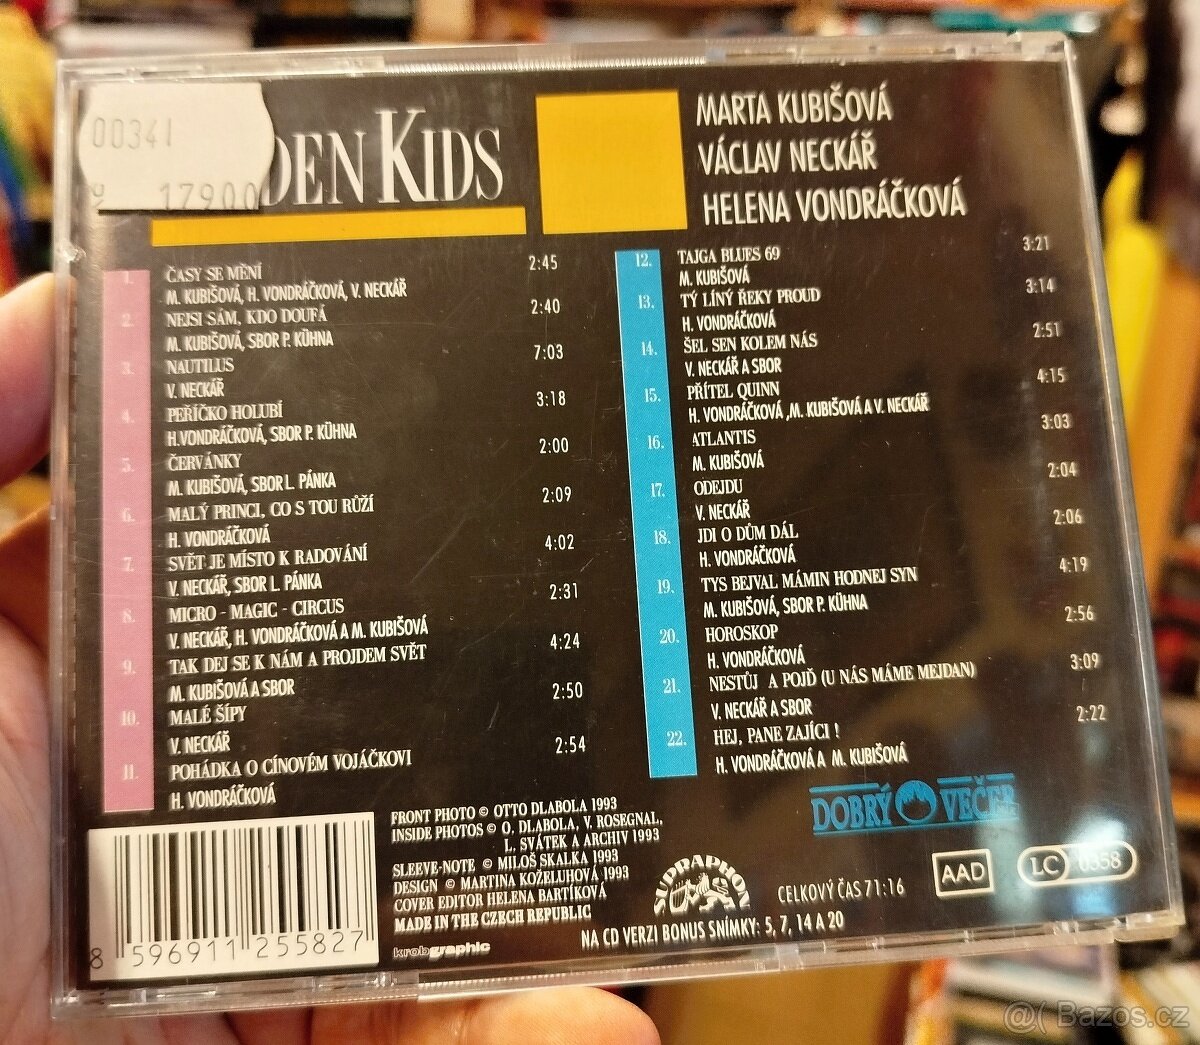 00341
17900
DEN KIDS
MARTA KUBIŠOVÁ
VÁCLAV NECKÁŘ
HELENA VONDRÁČKOVÁ
1. ČASY SE MĚNÍ 2:45
M. KUBIŠOVÁ, H. VONDRÁČKOVÁ, V. NECKÁŘ
2. NEJSI SÁM, KDO DOUFÁ 2:40
M. KUBIŠOVÁ, SBOR P. KÜHNA
3. NAUTILUS 7:03
V. NECKÁŘ
4. PEŘÍČKO HOLUBÍ 3:18
H. VONDRÁČKOVÁ, SBOR P. KÜHNA
5. ČERVÁNKY 2:00
M. KUBIŠOVÁ, SBOR L. PÁNKA
6. MALÝ PRINCI, CO S TOU RŮŽÍ 2:09
H. VONDRÁČKOVÁ
7. SVĚT JE MÍSTO K RADOVÁNÍ 4:02
V. NECKÁŘ, SBOR L. PÁNKA
8. MICRO - MAGIC - CIRCUS 2:31
V. NECKÁŘ, H. VONDRÁČKOVÁ A M. KUBIŠOVÁ
9. TAK DEJ SE K NÁM A PROJDEM SVĚT 4:24
M. KUBIŠOVÁ A SBOR
10. MALÉ ŠÍPY 2:50
V. NECKÁŘ
11. POHÁDKA O CÍNOVÉM VOJÁČKOVI 2:54
H. VONDRÁČKOVÁ
12. TAJGA BLUES 69 3:21
M. KUBIŠOVÁ
13. TÝ LÍNÝ ŘEKY PROUD 3:14
H. VONDRÁČKOVÁ
14. ŠEL SEN KOLEM NÁS 2:51
V. NECKÁŘ A SBOR
15. PŘÍTEL QUINN 4:15
H. VONDRÁČKOVÁ ,M. KUBIŠOVÁ A V. NECKÁŘ
16. ATLANTIS 3:03
M. KUBIŠOVÁ
17. ODEJDU 2:04
V. NECKÁŘ
18. JDI O DŮM DÁL 2:06
H. VONDRÁČKOVÁ
19. TYS BEJVAL MÁMIN HODNEJ SYN 4:19
M. KUBIŠOVÁ, SBOR P. KÜHNA
20. HOROSKOP 2:56
H. VONDRÁČKOVÁ
21. NESTŮJ A POJĎ (U NÁS MÁME MEJDAN) 3:09
V. NECKÁŘ A SBOR
22. HEJ, PANE ZAJÍCI ! 2:22
H. VONDRÁČKOVÁ A M. KUBIŠOVÁ
FRONT PHOTO © OTTO DLABOLA 1993
INSIDE PHOTOS © O. DLABOLA, V. ROSEGNAL,
L. SVÁTEK A ARCHIV 1993
SLEEVE-NOTE © MILOŠ SKALKA 1993
DESIGN © MARTINA KOŽELUHOVÁ 1993
COVER EDITOR HELENA BARTÍKOVÁ
MADE IN THE CZECH REPUBLIC
krobgraphic
8 596911 255827
SUPRAPHON
DOBRÝ VEČER
CELKOVÝ ČAS 71:16
AAD
LC 0358
NA CD VERZI BONUS SNÍMKY: 5, 7, 14 A 20
@( Bazos.cz